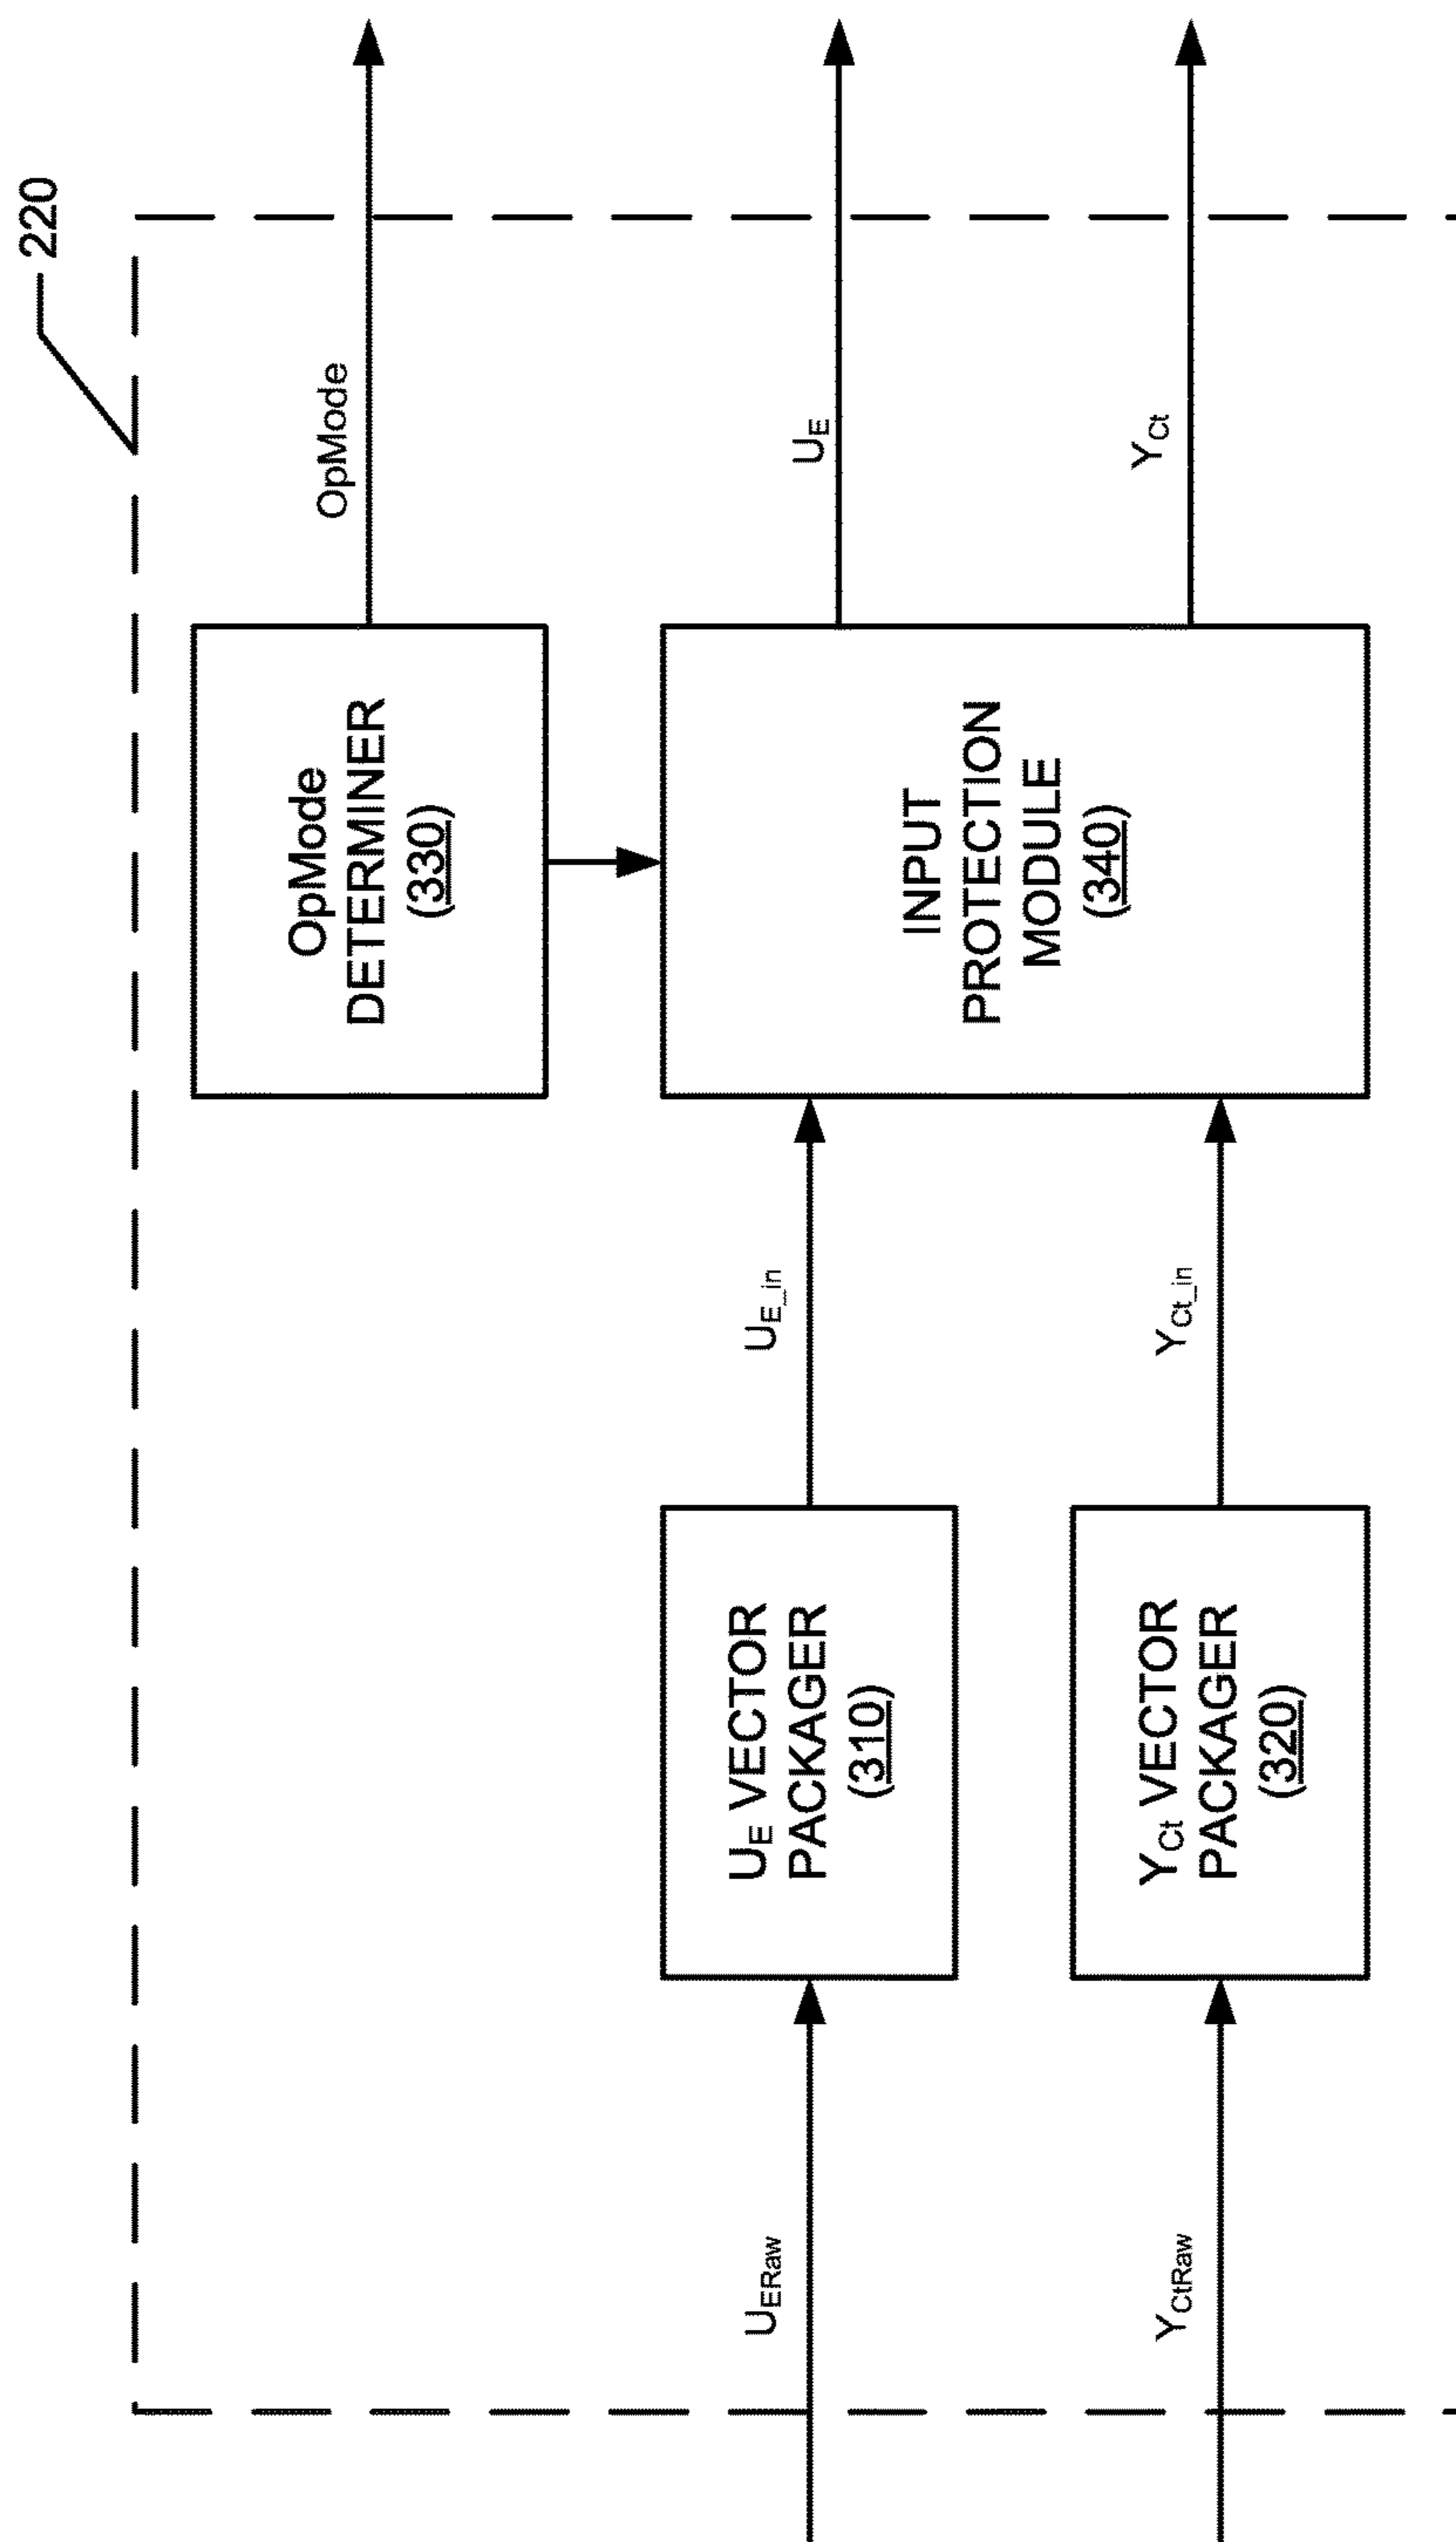 220
OpMode
DETERMINER
(330)
OpMode
U_ERaw
U_E VECTOR
PACKAGER
(310)
U_E_in
INPUT
PROTECTION
MODULE
(340)
U_E
Y_CtRaw
Y_Ct VECTOR
PACKAGER
(320)
Y_Ct_in
Y_Ct